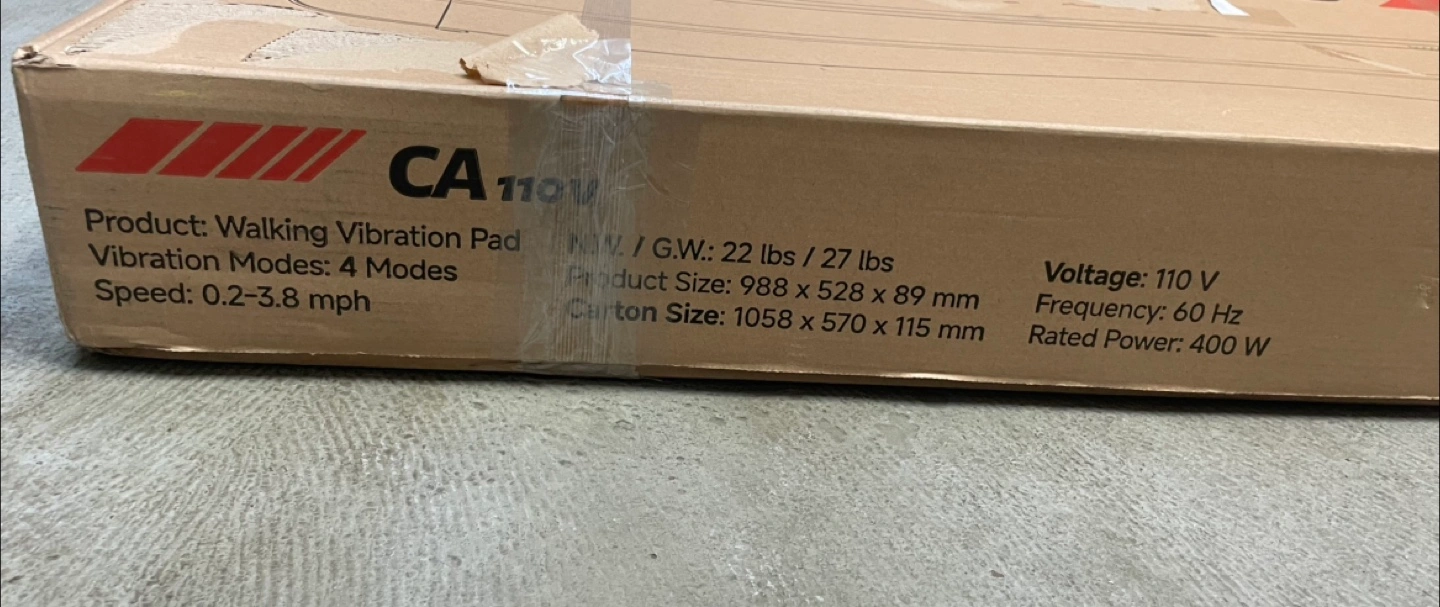 CA 110V
Product: Walking Vibration Pad
Vibration Modes: 4 Modes
Speed: 0.2-3.8 mph
N.W. / G.W.: 22 lbs / 27 lbs
Product Size: 988 x 528 x 89 mm
Carton Size: 1058 x 570 x 115 mm
Voltage: 110 V
Frequency: 60 Hz
Rated Power: 400 W